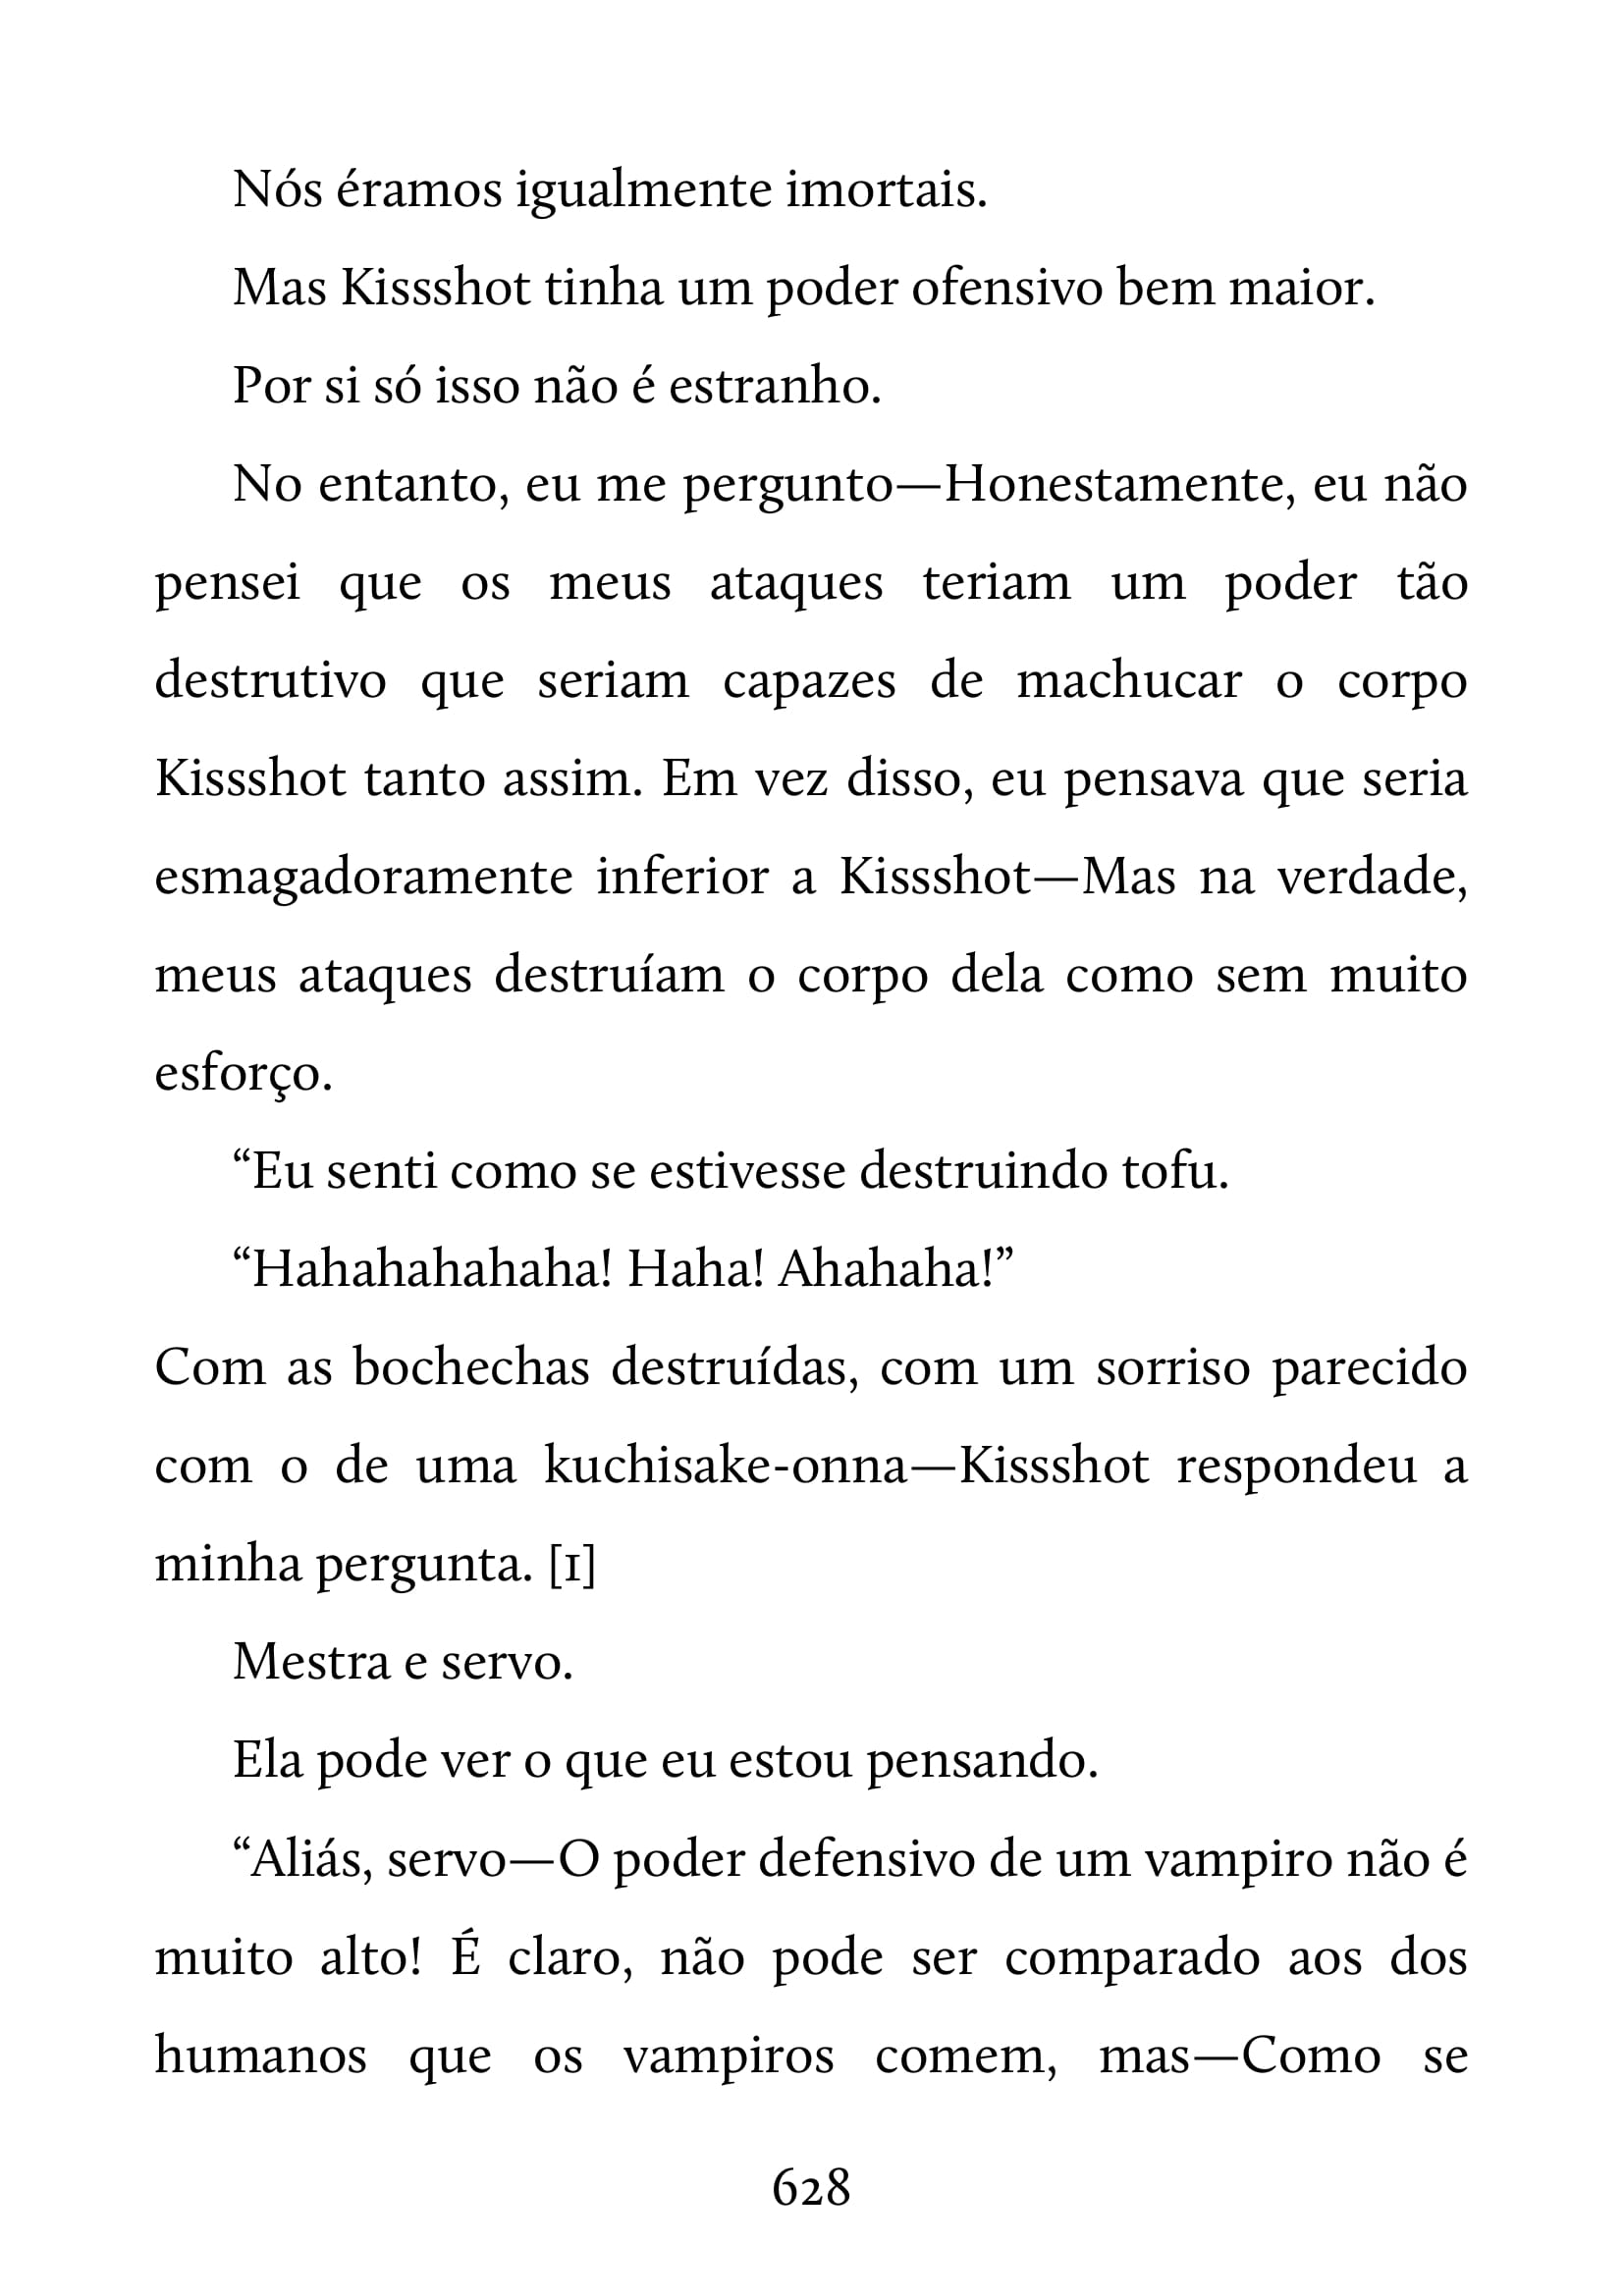 Nós éramos igualmente imortais.
Mas Kissshot tinha um poder ofensivo bem maior.
Por si só isso não é estranho.
No entanto, eu me pergunto—Honestamente, eu não
pensei que os meus ataques teriam um poder tão
destrutivo que seriam capazes de machucar o corpo
Kissshot tanto assim. Em vez disso, eu pensava que seria
esmagadoramente inferior a Kissshot—Mas na verdade,
meus ataques destruíam o corpo dela como sem muito
esforço.
“Eu senti como se estivesse destruindo tofu.
“Hahahahahaha! Haha! Ahahaha!”
Com as bochechas destruídas, com um sorriso parecido
com o de uma kuchisake-onna—Kissshot respondeu a
minha pergunta. [1]
Mestra e servo.
Ela pode ver o que eu estou pensando.
“Aliás, servo—O poder defensivo de um vampiro não é
muito alto! É claro, não pode ser comparado aos dos
humanos que os vampiros comem, mas—Como se
628